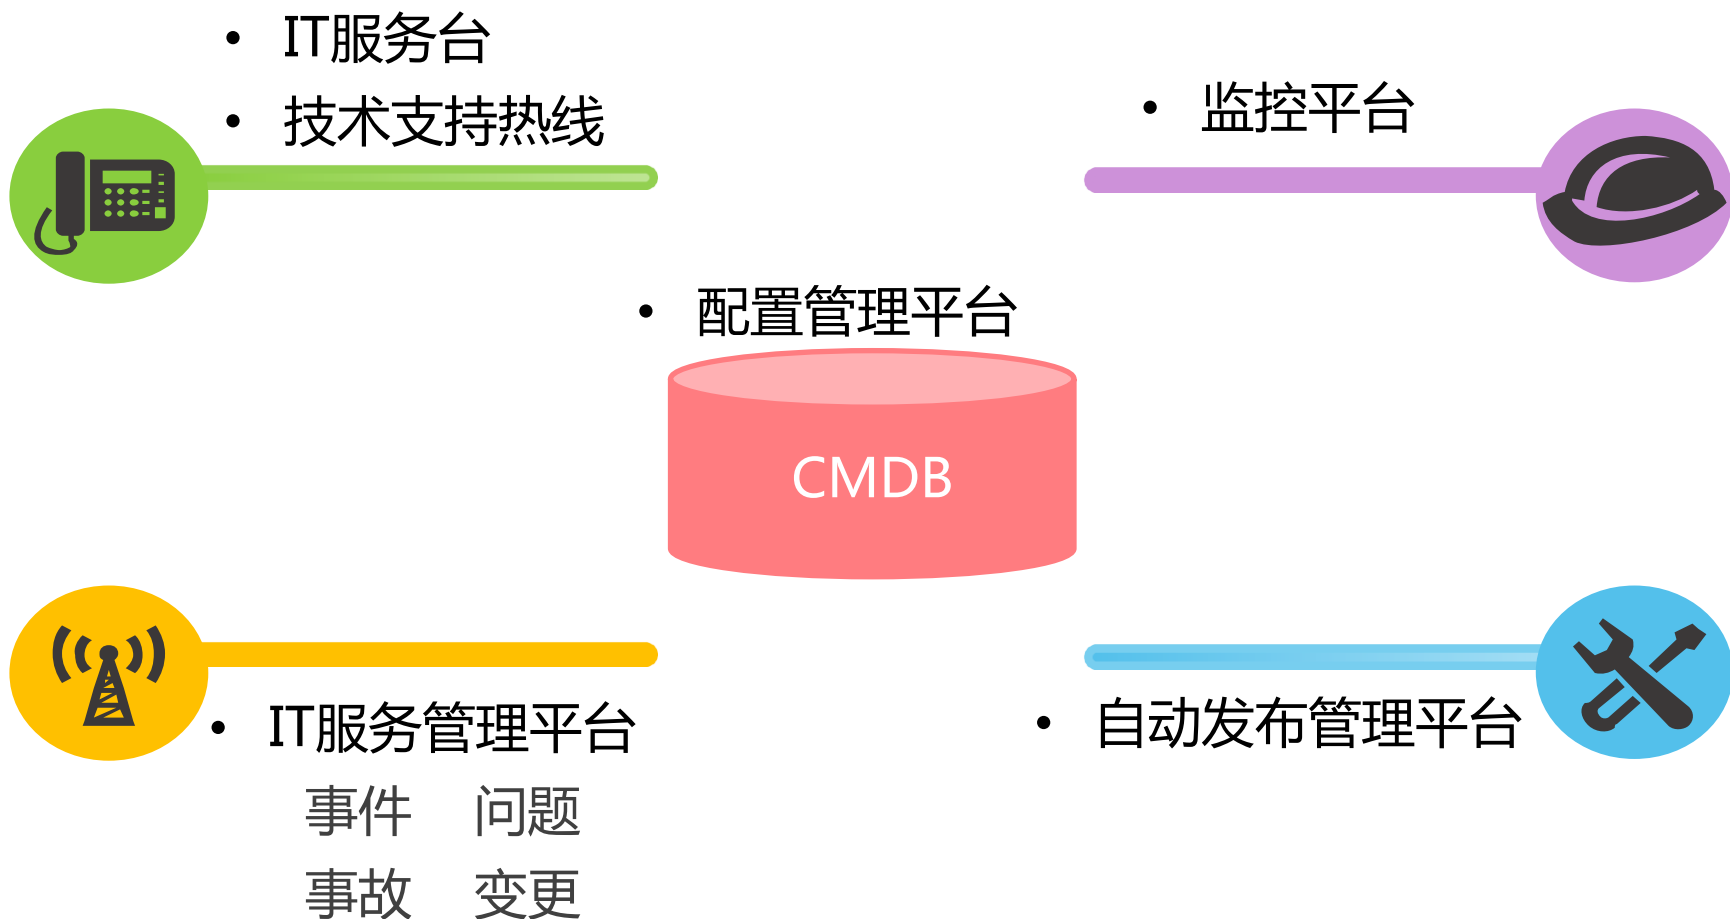 • IT服务台
• 技术支持热线
• 监控平台
• 配置管理平台
CMDB
• IT服务管理平台
事件 问题
事故 变更
• 自动发布管理平台